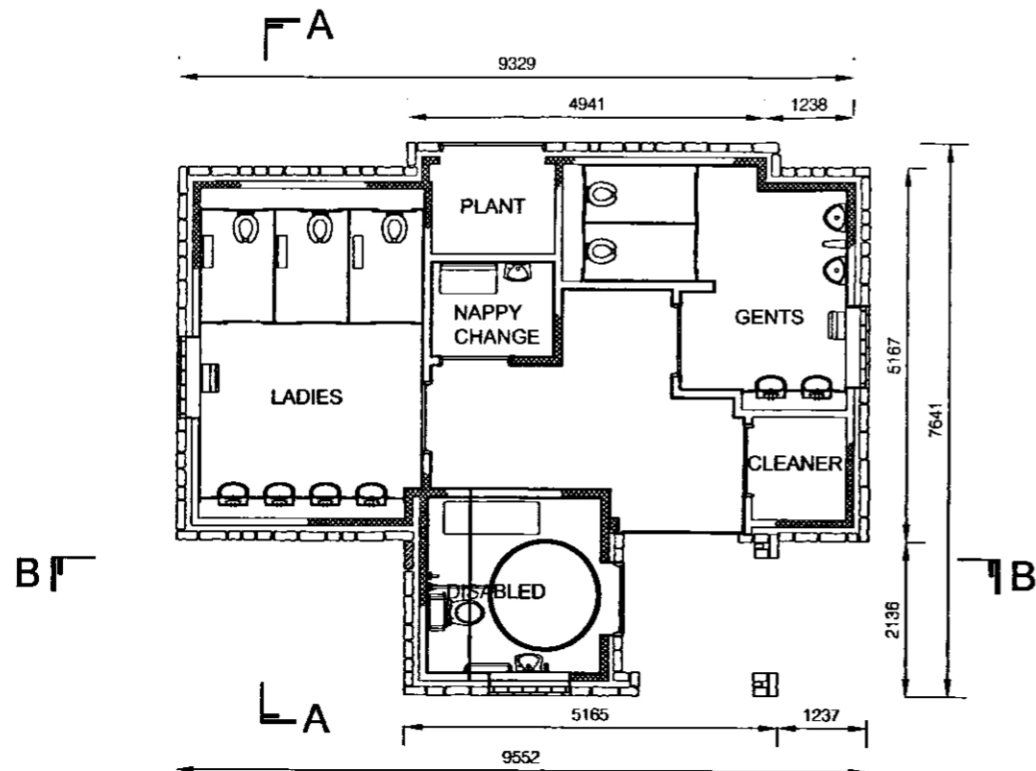 A
9329
4941
1238
PLANT
NAPPY
CHANGE
GENTS
LADIES
5167
7641
CLEANER
B
DISABLED
B
2136
A
5165
1237
9552